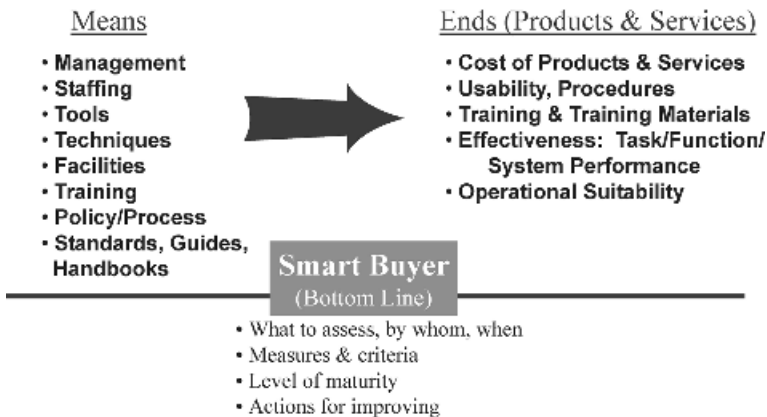 Means
• Management
• Staffing
• Tools
• Techniques
• Facilities
• Training
• Policy/Process
• Standards, Guides,
Handbooks
Ends (Products & Services)
• Cost of Products & Services
• Usability, Procedures
• Training & Training Materials
• Effectiveness: Task/Function/
System Performance
• Operational Suitability
Smart Buyer
(Bottom Line)
• What to assess, by whom, when
• Measures & criteria
• Level of maturity
• Actions for improving